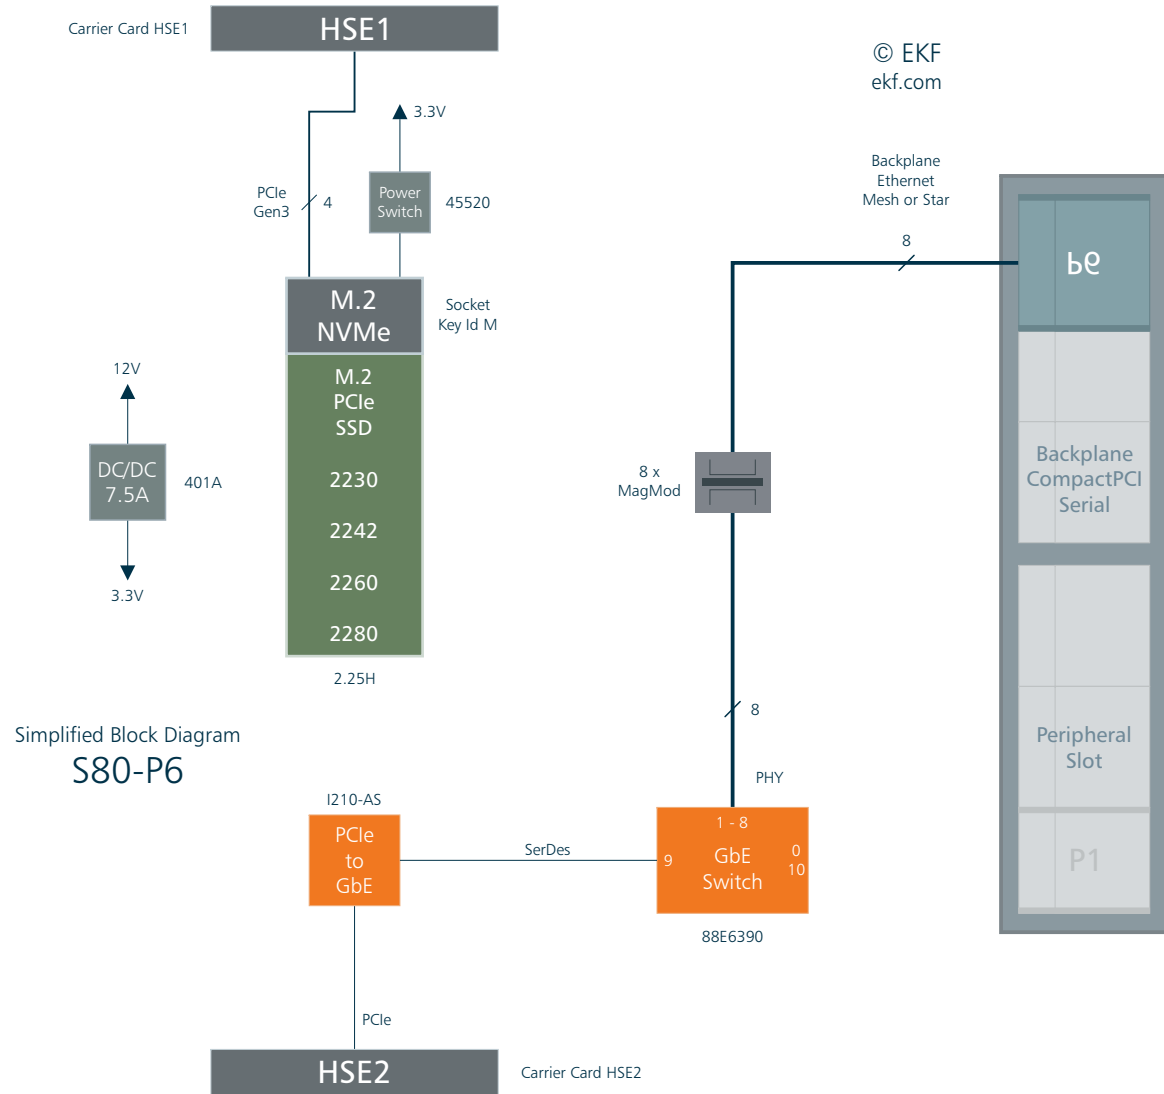 Carrier Card HSE1
HSE1
© EKF
ekf.com
3.3V
PCIe
Gen3
4
Power
Switch
45520
Backplane
Ethernet
Mesh or Star
8
P6
M.2
NVMe
Socket
Key Id M
M.2
PCIe
SSD
2230
2242
2260
2280
2.25H
12V
DC/DC
7.5A
401A
3.3V
8 x
MagMod
Backplane
CompactPCI
Serial
8
Peripheral
Slot
P1
Simplified Block Diagram
S80-P6
PHY
I210-AS
PCIe
to
GbE
SerDes
1 - 8
9
GbE
Switch
0
10
88E6390
PCIe
HSE2
Carrier Card HSE2